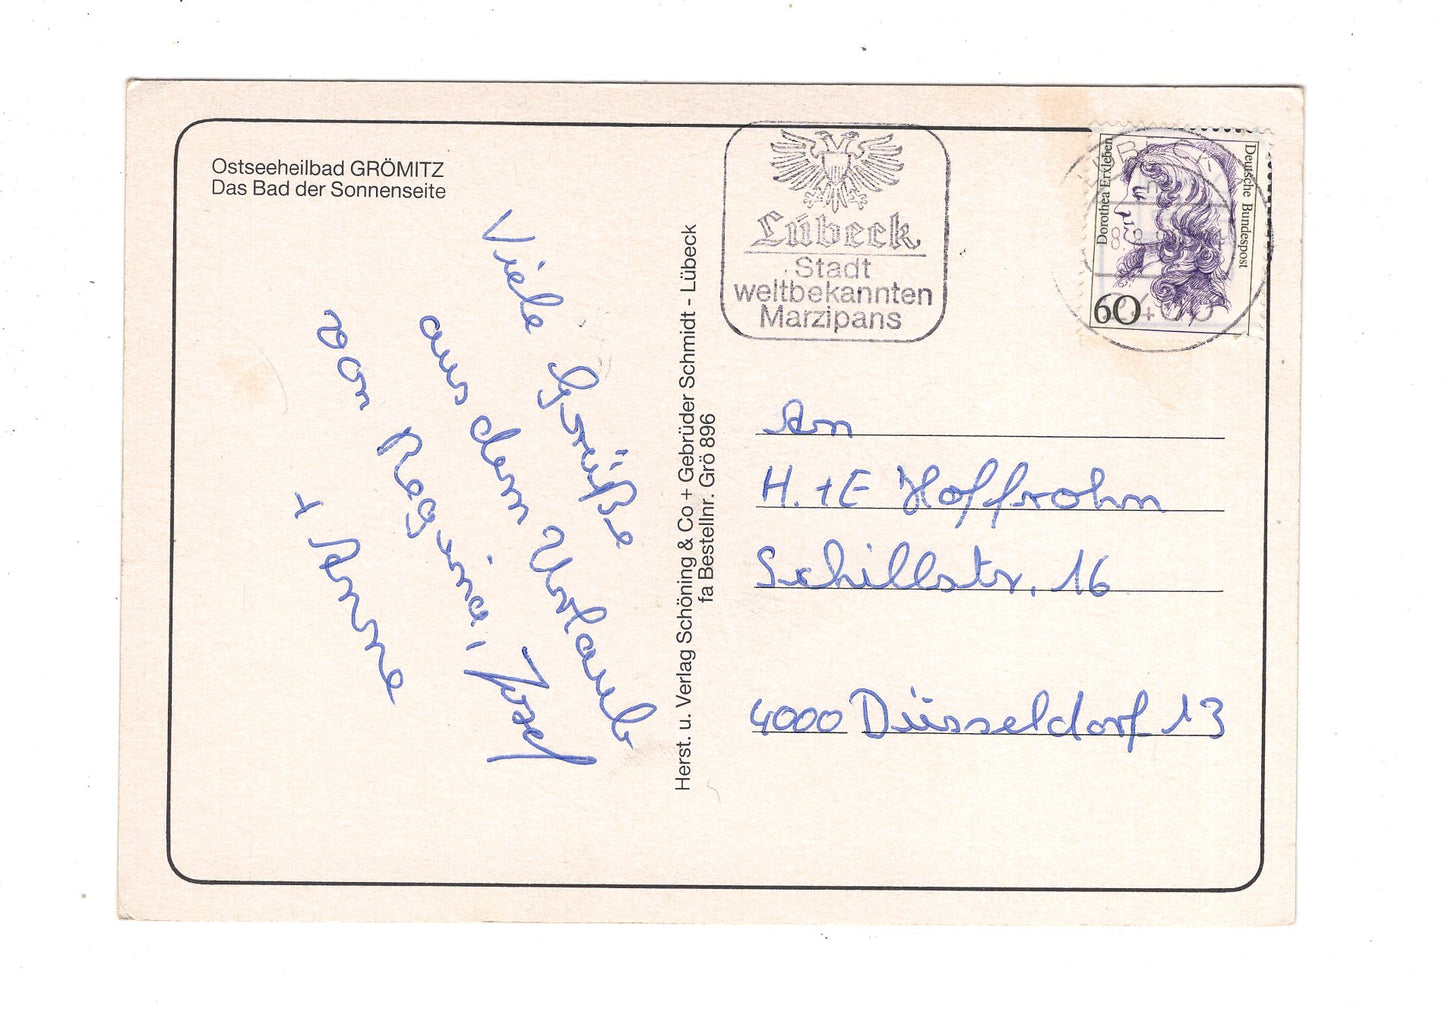 Ostseeheilbad GRÖMITZ
Das Bad der Sonnenseite
Viele Grüße
aus dem Urlaub
von Regina, Josef
+ Anne
Herst. u. Verlag Schöning & Co + Gebrüder Schmidt - Lübeck
fa Bestellnr. Grö 896
Lübeck
Stadt
weltbekannten
Marzipans
Deutsche Bundespost
Dorothea Erxleben
60
An
H. + E Hoffrohn
Schillstr. 16
4000 Düsseldorf 13